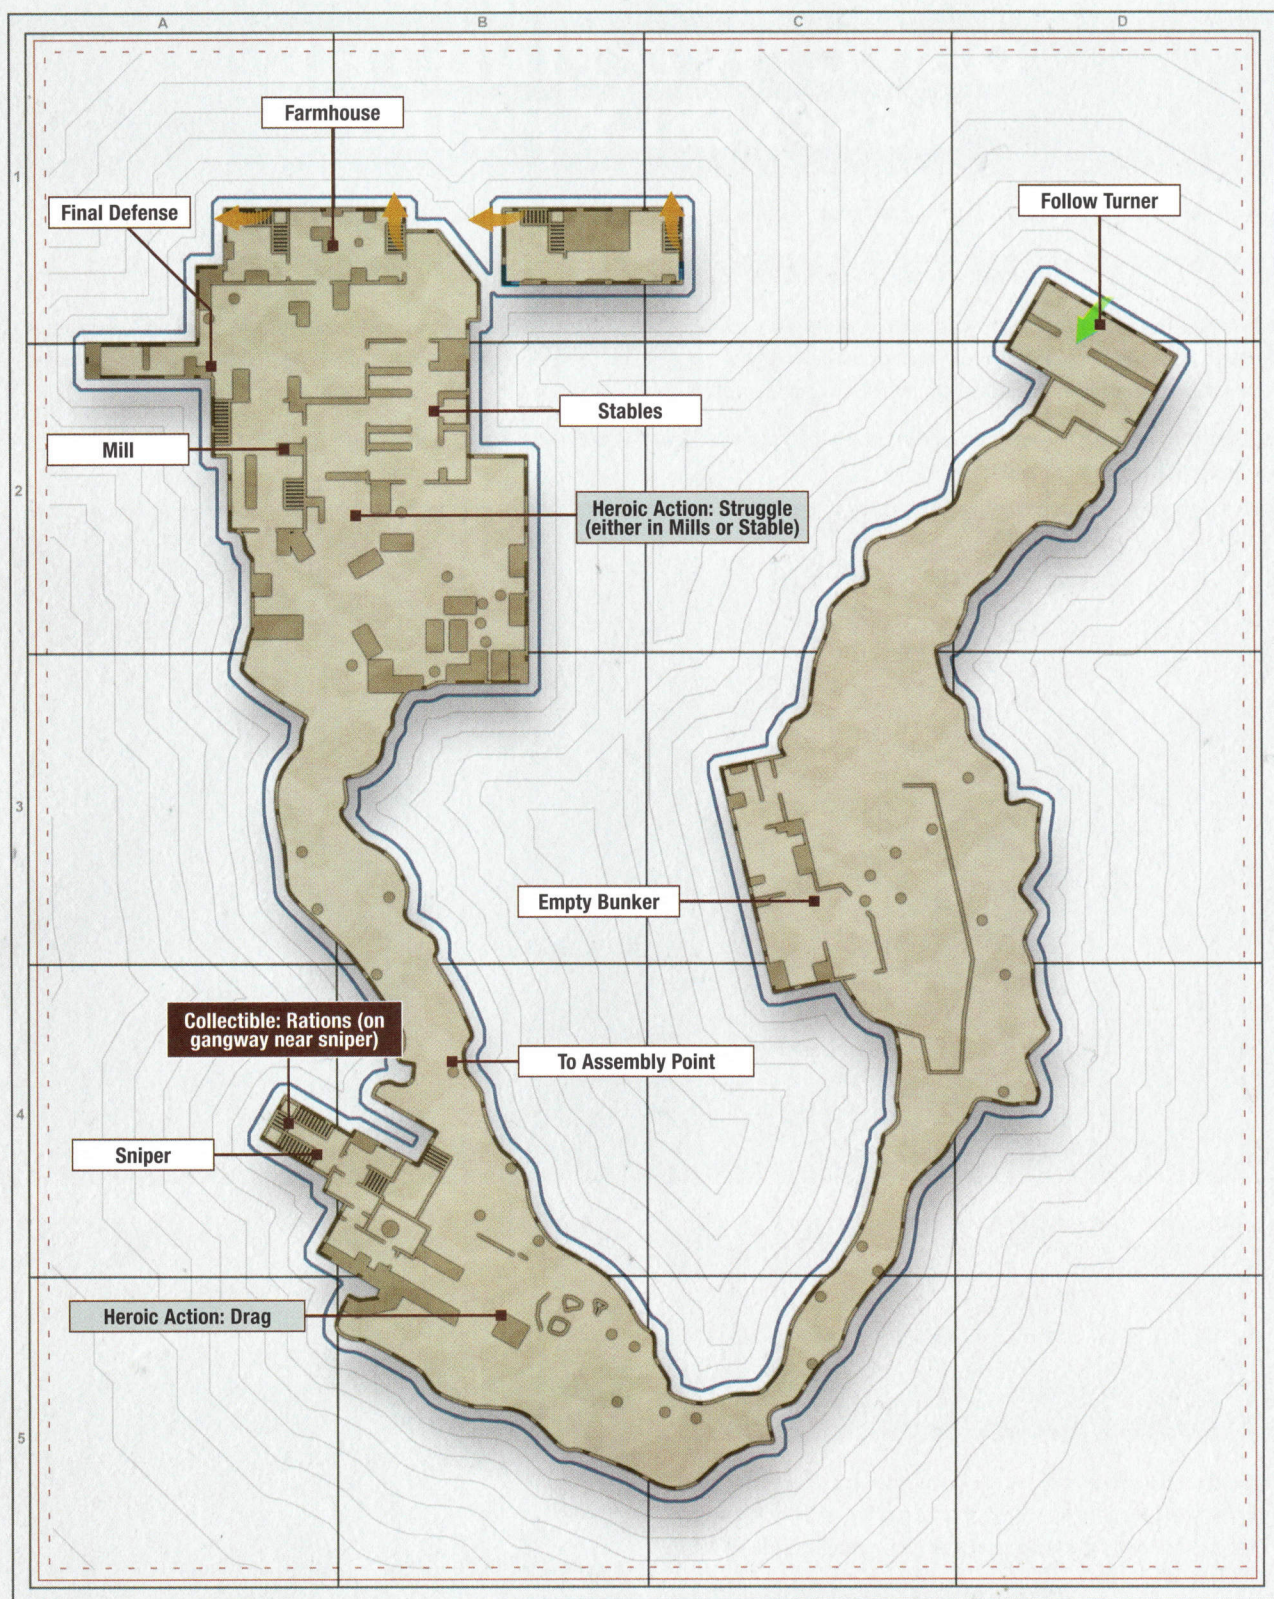 A B C D
1
Farmhouse
Final Defense
Follow Turner
Stables
Mill
2
Heroic Action: Struggle
(either in Mills or Stable)
3
Empty Bunker
Collectible: Rations (on
gangway near sniper)
To Assembly Point
4
Sniper
Heroic Action: Drag
5